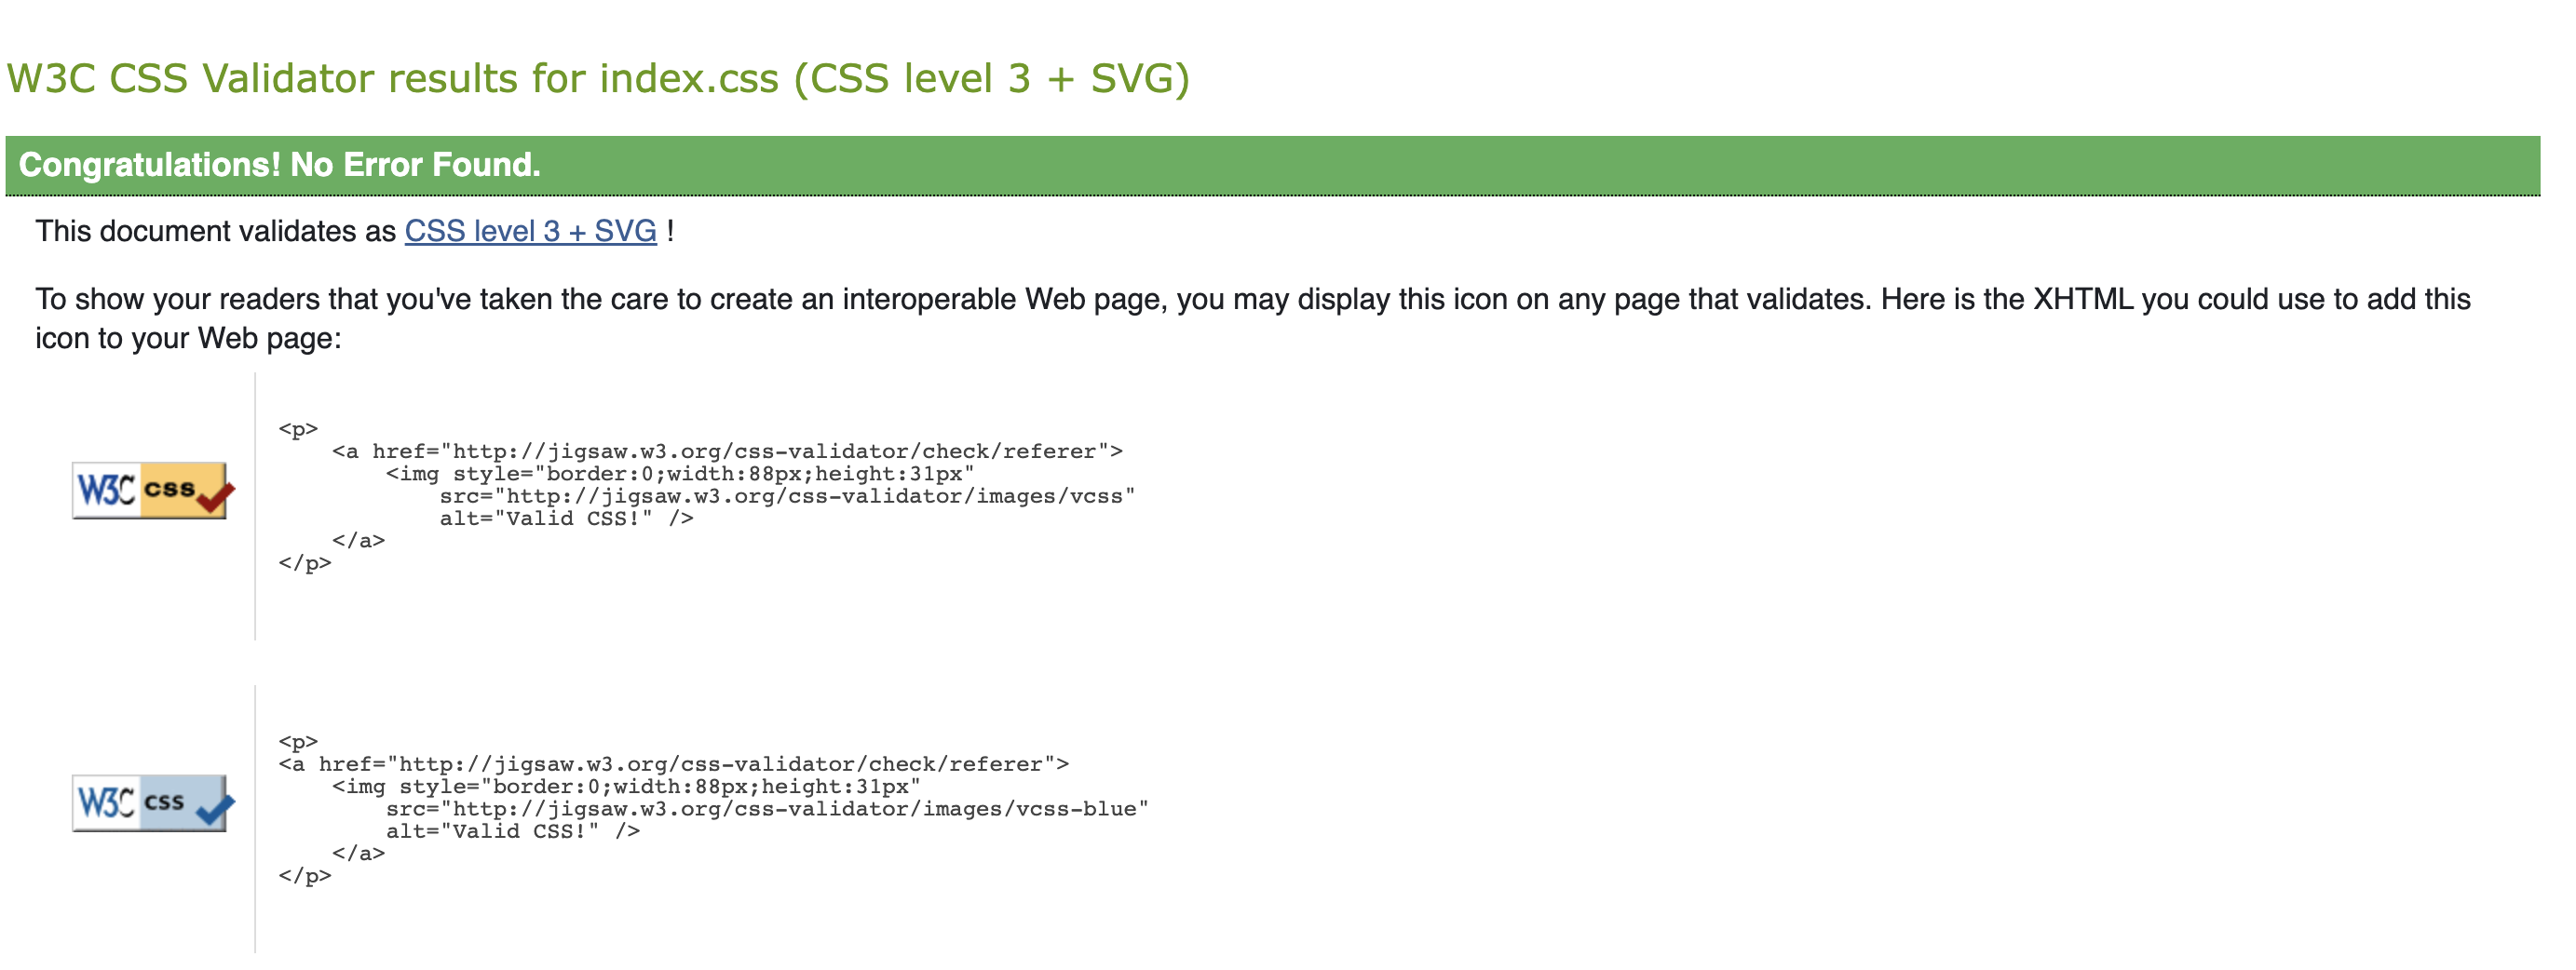 W3C CSS Validator results for index.css (CSS level 3 + SVG)
Congratulations! No Error Found.
This document validates as CSS level 3 + SVG !
To show your readers that you've taken the care to create an interoperable Web page, you may display this icon on any page that validates. Here is the XHTML you could use to add this
icon to your Web page:
W3C css
<p>
    <a href="http://jigsaw.w3.org/css-validator/check/referer">
        <img style="border:0;width:88px;height:31px"
            src="http://jigsaw.w3.org/css-validator/images/vcss"
            alt="Valid CSS!" />
    </a>
</p>
W3C css
<p>
<a href="http://jigsaw.w3.org/css-validator/check/referer">
    <img style="border:0;width:88px;height:31px"
        src="http://jigsaw.w3.org/css-validator/images/vcss-blue"
        alt="Valid CSS!" />
    </a>
</p>